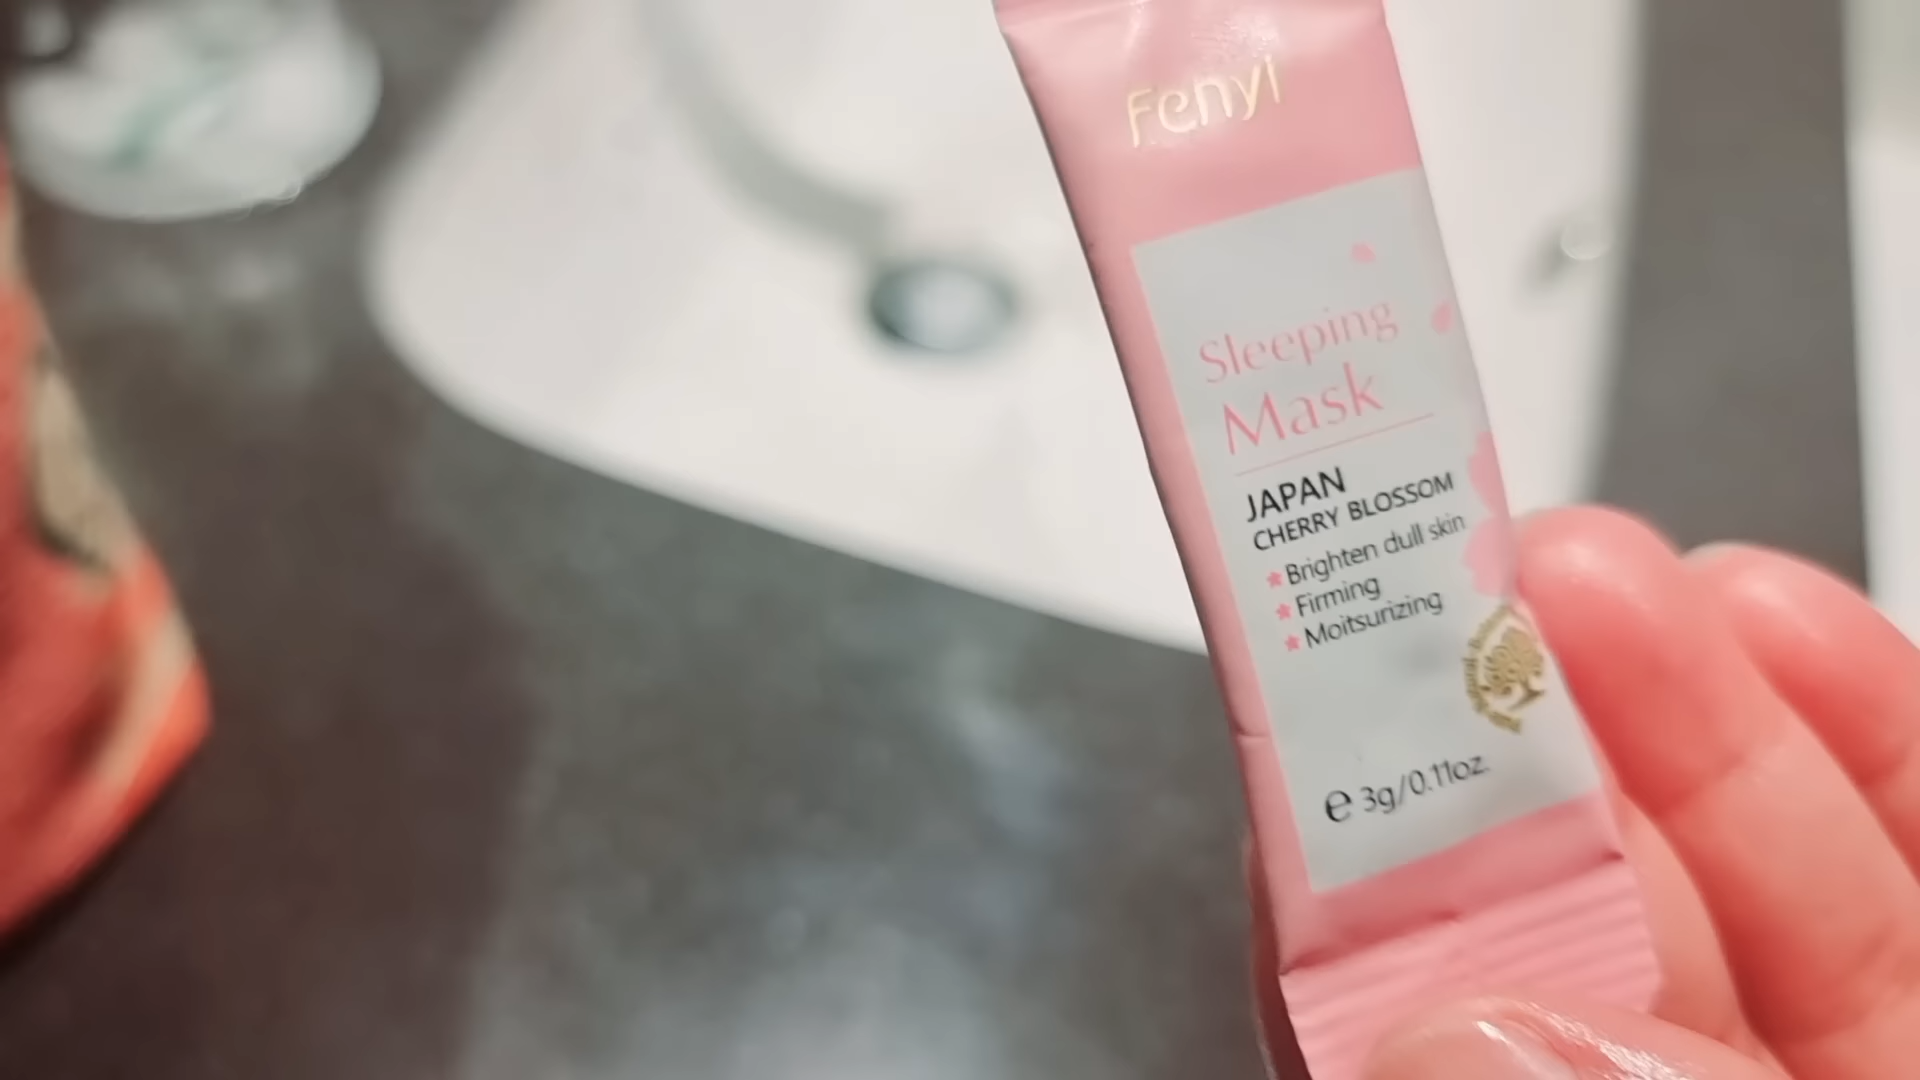 Fenyi
Sleeping
Mask
JAPAN
CHERRY BLOSSOM
Brighten dull skin
Firming
Moitsurizing
e 3g/0.11oz.